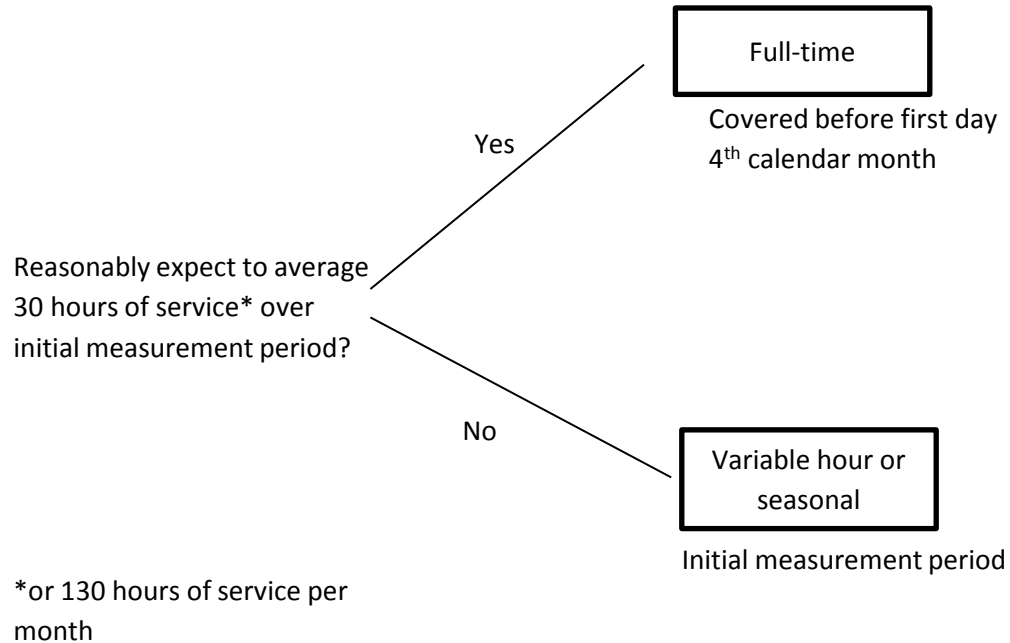 Full-time
Covered before first day
4th calendar month
Yes
Reasonably expect to average
30 hours of service* over
initial measurement period?
No
Variable hour or
seasonal
Initial measurement period
*or 130 hours of service per
month